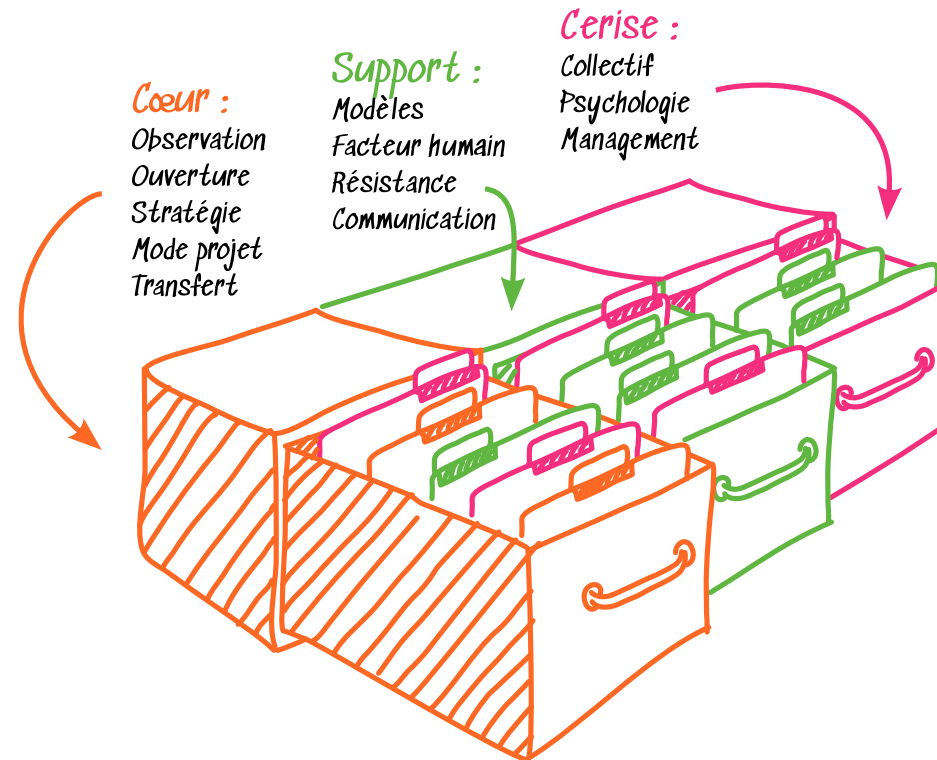 Cœur :
Observation
Ouverture
Stratégie
Mode projet
Transfert
Support :
Modèles
Facteur humain
Résistance
Communication
Cerise :
Collectif
Psychologie
Management